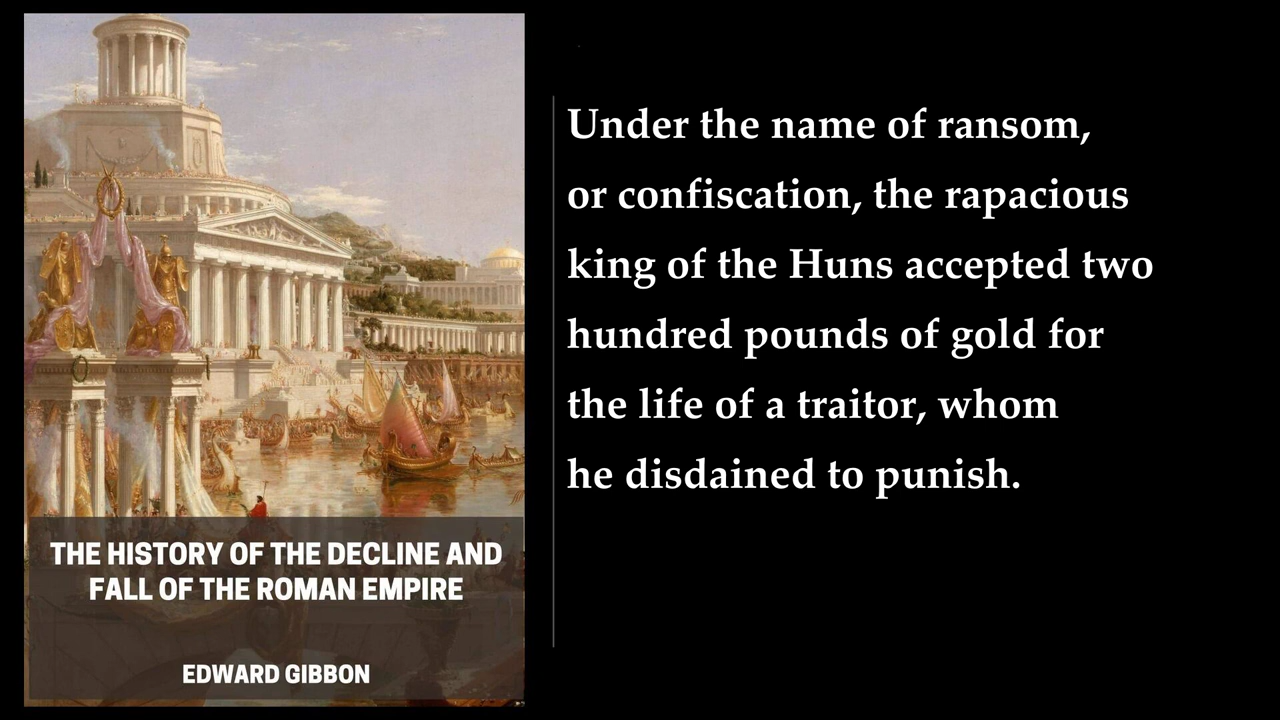 THE HISTORY OF THE DECLINE AND
FALL OF THE ROMAN EMPIRE
EDWARD GIBBON
Under the name of ransom,
or confiscation, the rapacious
king of the Huns accepted two
hundred pounds of gold for
the life of a traitor, whom
he disdained to punish.